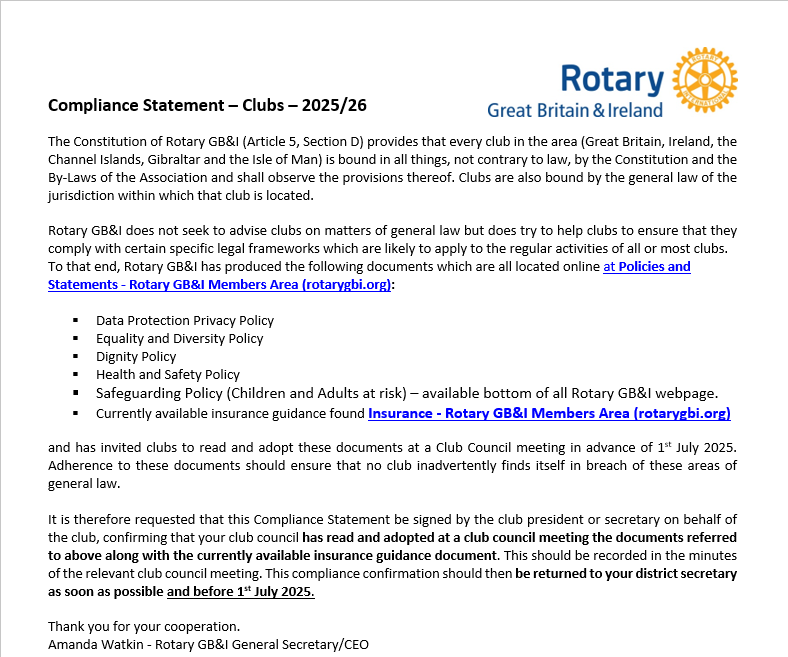 Rotary
Great Britain & Ireland
ROTARY
INTERNATIONAL
Compliance Statement – Clubs – 2025/26
The Constitution of Rotary GB&I (Article 5, Section D) provides that every club in the area (Great Britain, Ireland, the
Channel Islands, Gibraltar and the Isle of Man) is bound in all things, not contrary to law, by the Constitution and the
By-Laws of the Association and shall observe the provisions thereof. Clubs are also bound by the general law of the
jurisdiction within which that club is located.
Rotary GB&I does not seek to advise clubs on matters of general law but does try to help clubs to ensure that they
comply with certain specific legal frameworks which are likely to apply to the regular activities of all or most clubs.
To that end, Rotary GB&I has produced the following documents which are all located online at Policies and
Statements - Rotary GB&I Members Area (rotarygbi.org):
▪ Data Protection Privacy Policy
▪ Equality and Diversity Policy
▪ Dignity Policy
▪ Health and Safety Policy
▪ Safeguarding Policy (Children and Adults at risk) – available bottom of all Rotary GB&I webpage.
▪ Currently available insurance guidance found Insurance - Rotary GB&I Members Area (rotarygbi.org)
and has invited clubs to read and adopt these documents at a Club Council meeting in advance of 1st July 2025.
Adherence to these documents should ensure that no club inadvertently finds itself in breach of these areas of
general law.
It is therefore requested that this Compliance Statement be signed by the club president or secretary on behalf of
the club, confirming that your club council has read and adopted at a club council meeting the documents referred
to above along with the currently available insurance guidance document. This should be recorded in the minutes
of the relevant club council meeting. This compliance confirmation should then be returned to your district secretary
as soon as possible and before 1st July 2025.
Thank you for your cooperation.
Amanda Watkin - Rotary GB&I General Secretary/CEO